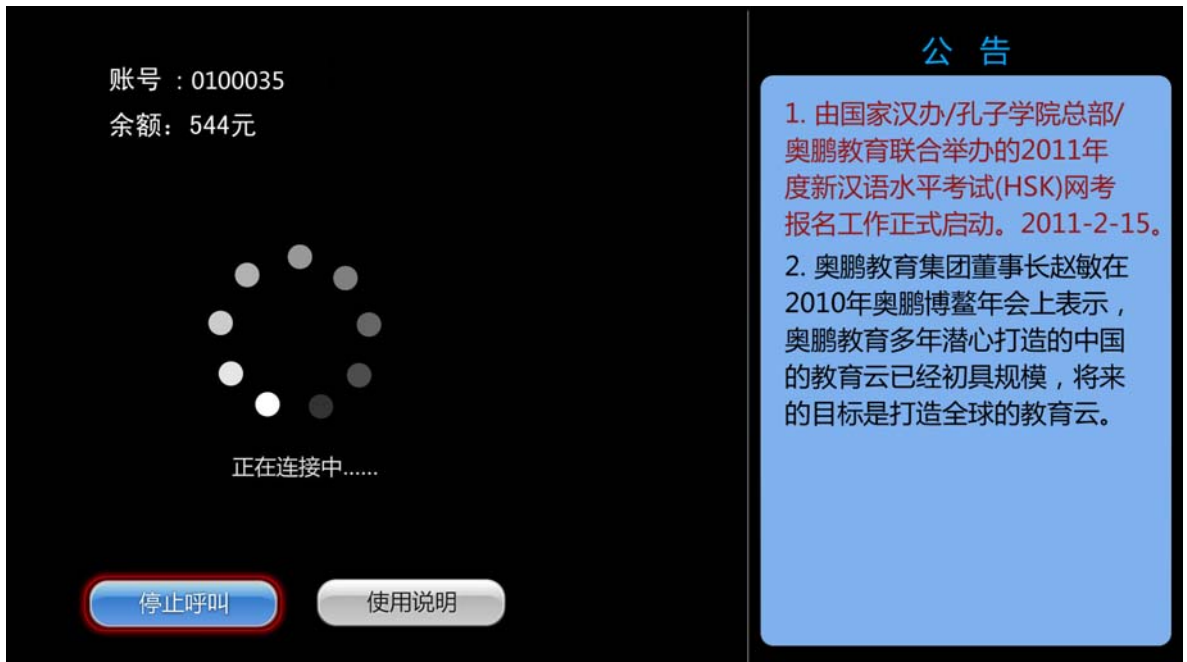 账号 : 0100035
余额：544元
正在连接中......
停止呼叫
使用说明
公 告
1. 由国家汉办/孔子学院总部/
奥鹏教育联合举办的2011年
度新汉语水平考试(HSK)网考
报名工作正式启动。2011-2-15。
2. 奥鹏教育集团董事长赵敏在
2010年奥鹏博鳌年会上表示，
奥鹏教育多年潜心打造的中国
的教育云已经初具规模，将来
的目标是打造全球的教育云。